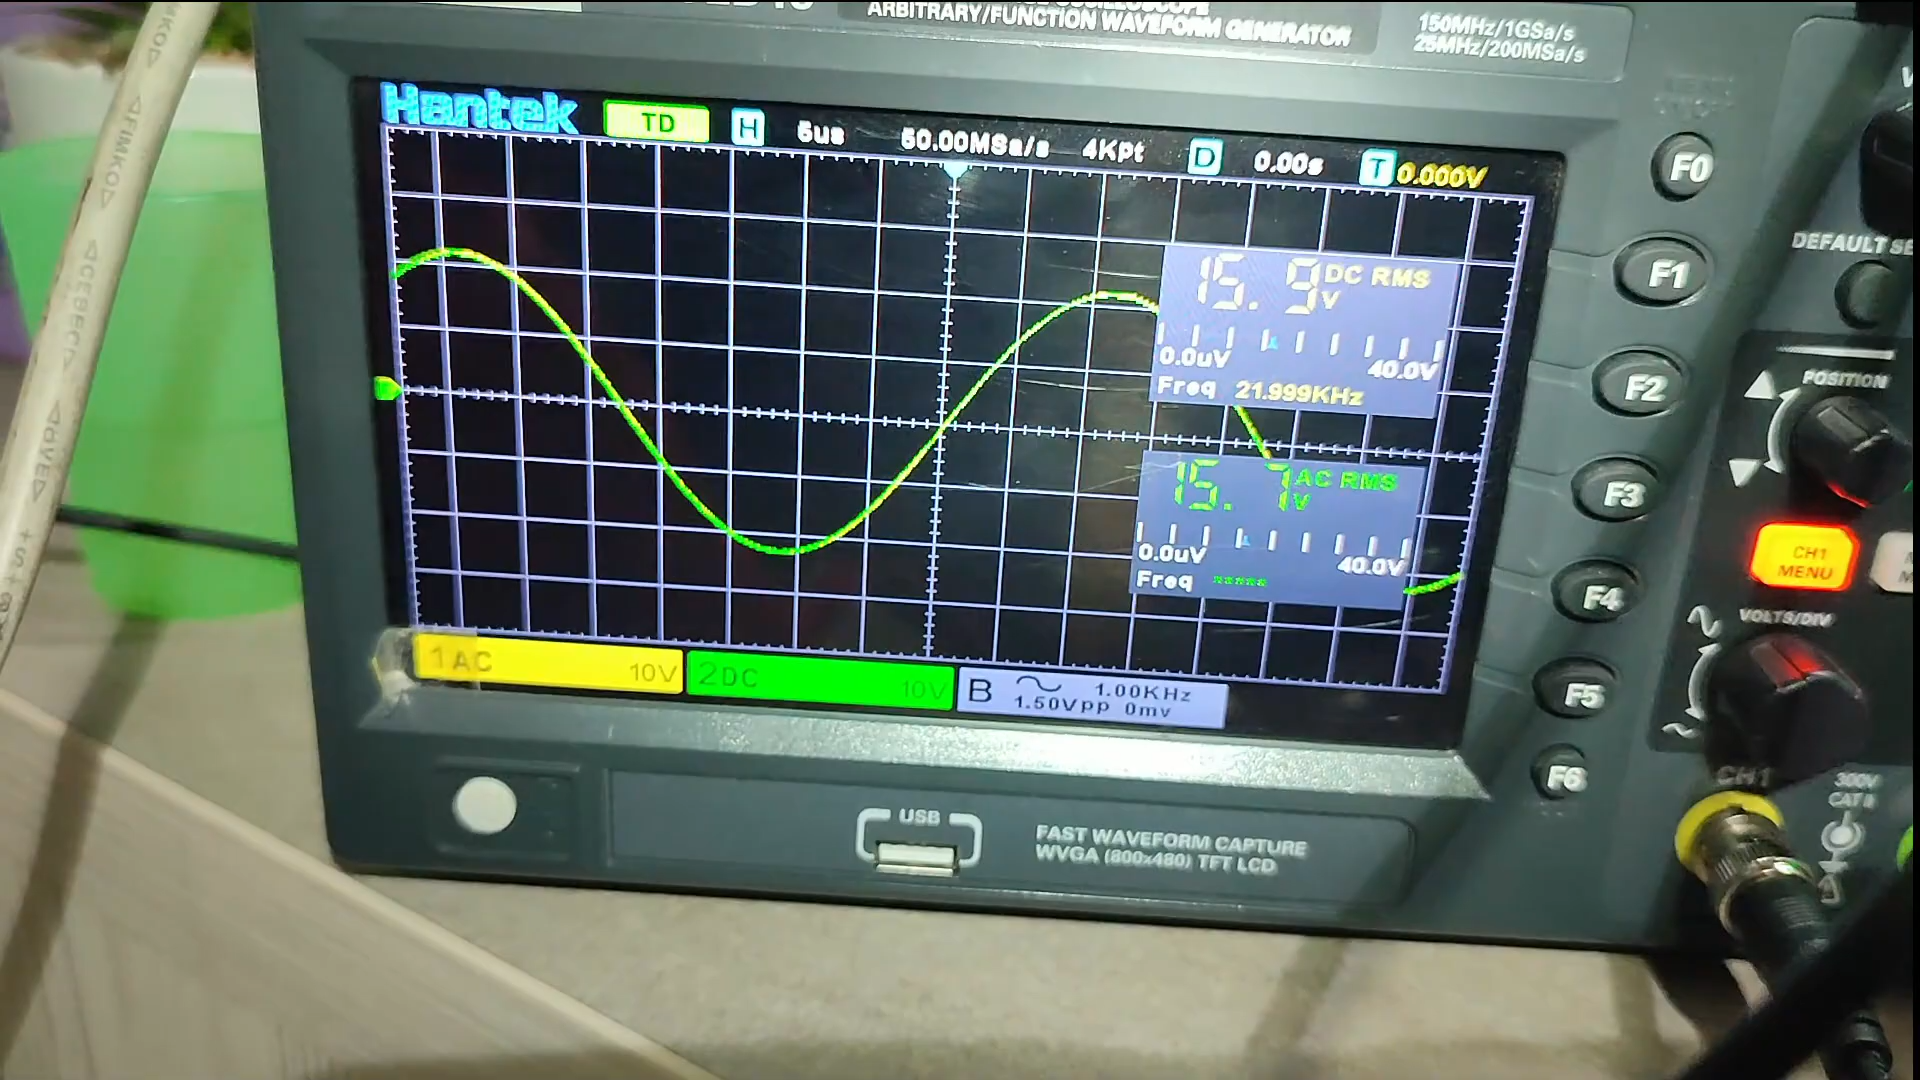 ARBITRARY/FUNCTION WAVEFORM GENERATOR
150MHz/1GSa/s
25MHz/200MSa/s
Hantek TD H 5us 50.00MSa/s 4Kpt D 0.00s T 0.000V
F0
DEFAULT SE
F1
15.9 DC RMS
V
0.0uV 40.0V
Freq 21.999KHz
F2
POSITION
15.7 AC RMS
V
0.0uV 40.0V
Freq
F3
CH1
MENU
F4
VOLTS/DIV
1 AC 10V 2 DC 10V B 1.00KHz
1.50Vpp 0mv
F5
F6
CH1
300V
CAT II
USB
FAST WAVEFORM CAPTURE
WVGA (800x480) TFT LCD